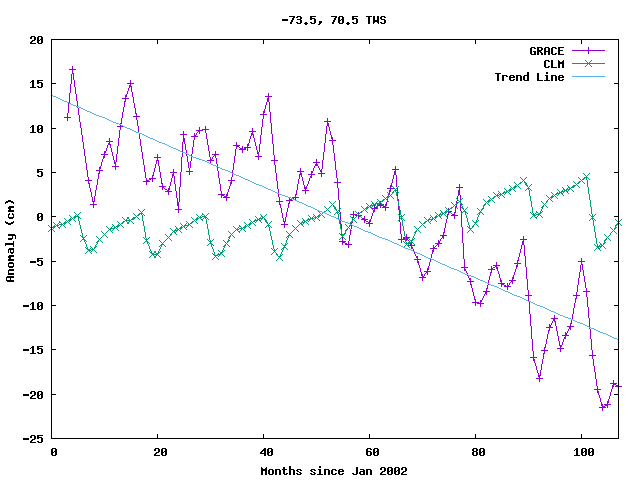 -73.5, 70.5 TWS
GRACE
CLM
Trend Line
20
15
10
5
0
-5
-10
-15
-20
-25
Anomaly (cm)
0 20 40 60 80 100
Months since Jan 2002